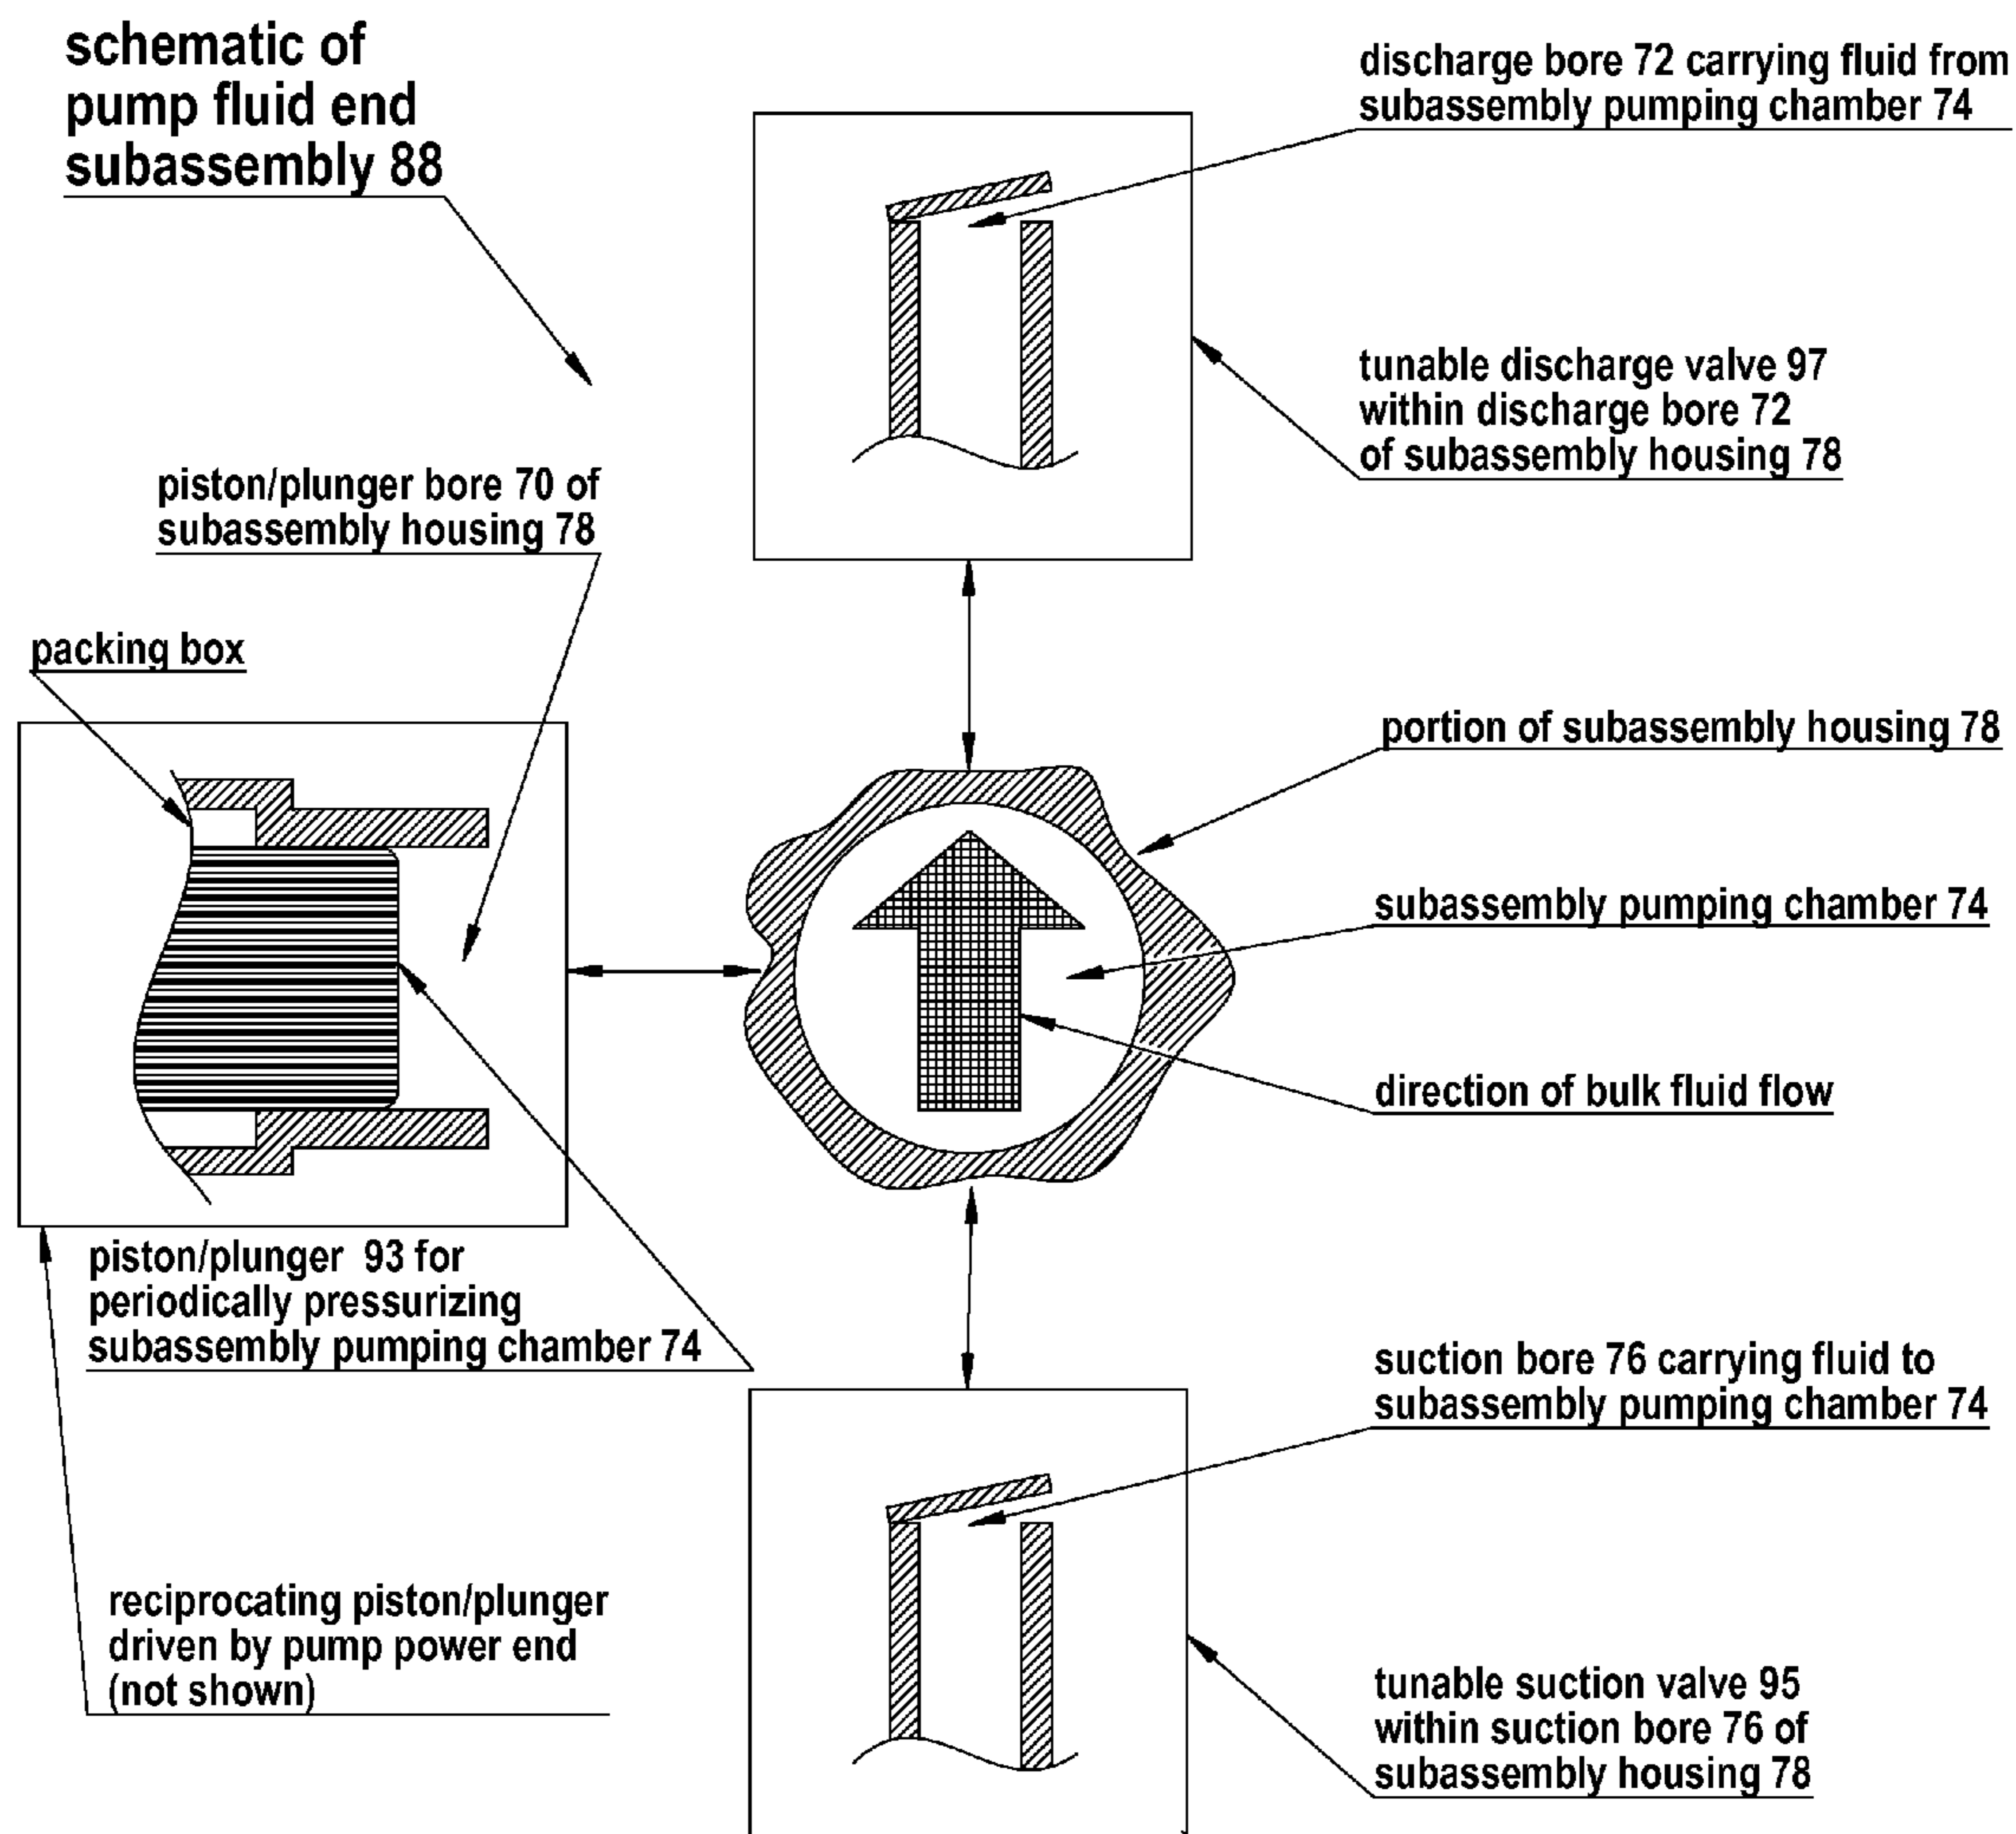 schematic of
pump fluid end
subassembly 88
discharge bore 72 carrying fluid from
subassembly pumping chamber 74
tunable discharge valve 97
within discharge bore 72
of subassembly housing 78
piston/plunger bore 70 of
subassembly housing 78
packing box
portion of subassembly housing 78
subassembly pumping chamber 74
direction of bulk fluid flow
piston/plunger 93 for
periodically pressurizing
subassembly pumping chamber 74
suction bore 76 carrying fluid to
subassembly pumping chamber 74
reciprocating piston/plunger
driven by pump power end
(not shown)
tunable suction valve 95
within suction bore 76 of
subassembly housing 78